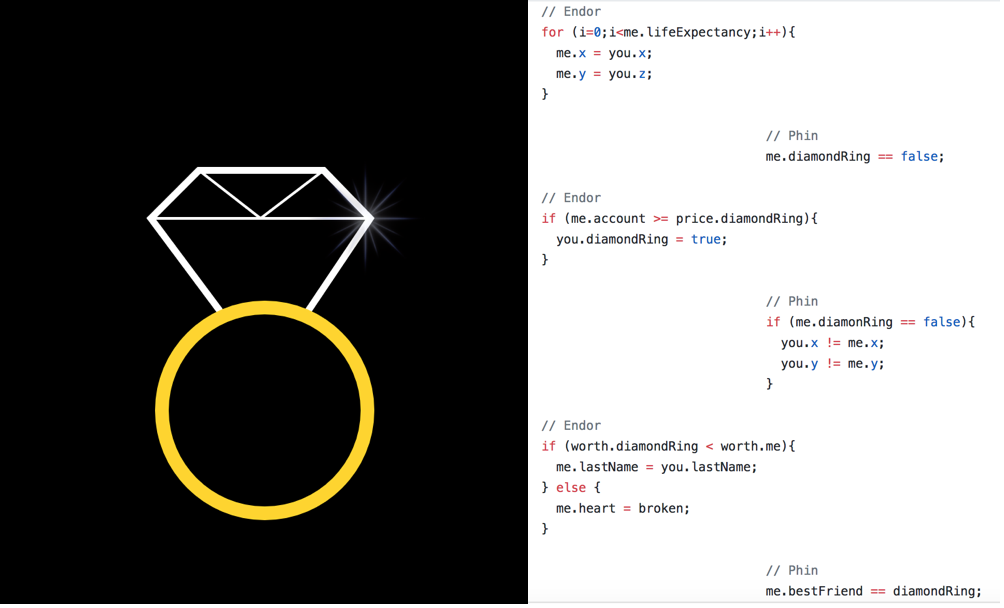 // Endor
for (i=0;i<me.lifeExpectancy;i++){
me.x = you.x;
me.y = you.z;
}
// Phin
me.diamondRing == false;
// Endor
if (me.account >= price.diamondRing){
you.diamondRing = true;
}
// Phin
if (me.diamonRing == false){
you.x != me.x;
you.y != me.y;
}
// Endor
if (worth.diamondRing < worth.me){
me.lastName = you.lastName;
} else {
me.heart = broken;
}
// Phin
me.bestFriend == diamondRing;